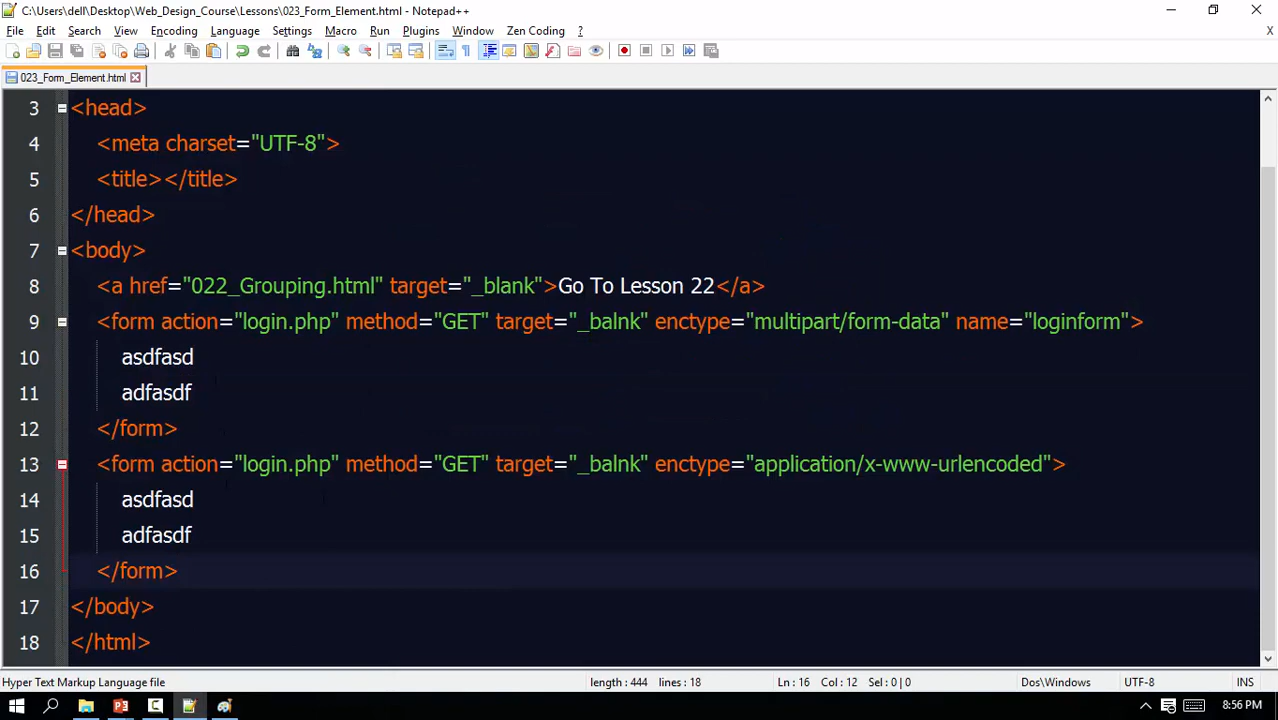 C:\Users\dell\Desktop\Web_Design_Course\Lessons\023_Form_Element.html - Notepad++
File Edit Search View Encoding Language Settings Macro Run Plugins Window Zen Coding ? X
023_Form_Element.html
3 <head>
4 <meta charset="UTF-8">
5 <title></title>
6 </head>
7 <body>
8 <a href="022_Grouping.html" target="_blank">Go To Lesson 22</a>
9 <form action="login.php" method="GET" target="_balnk" enctype="multipart/form-data" name="loginform">
10 asdfasd
11 adfasdf
12 </form>
13 <form action="login.php" method="GET" target="_balnk" enctype="application/x-www-urlencoded">
14 asdfasd
15 adfasdf
16 </form>
17 </body>
18 </html>
Hyper Text Markup Language file length : 444 lines : 18 Ln : 16 Col : 12 Sel : 0 | 0 Dos\Windows UTF-8 INS
8:56 PM